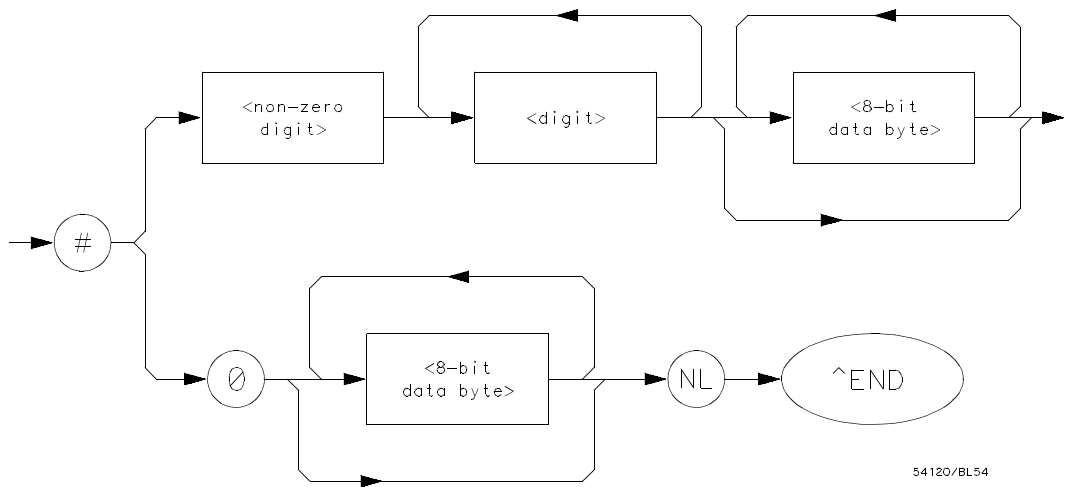 <non-zero
digit>
<digit>
<8-bit
data byte>
#
0
<8-bit
data byte>
NL
^END
54120/BL54